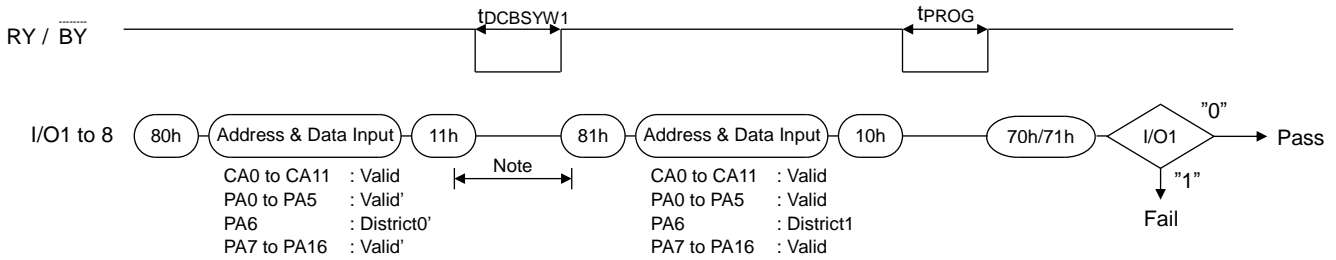 tDCBSYW1
tPROG
RY / BY
I/O1 to 8
80h
Address & Data Input
11h
81h
Address & Data Input
10h
70h/71h
I/O1
”0”
Pass
Note
”1”
Fail
CA0 to CA11 : Valid
PA0 to PA5 : Valid’
PA6 : District0’
PA7 to PA16 : Valid’
CA0 to CA11 : Valid
PA0 to PA5 : Valid
PA6 : District1
PA7 to PA16 : Valid